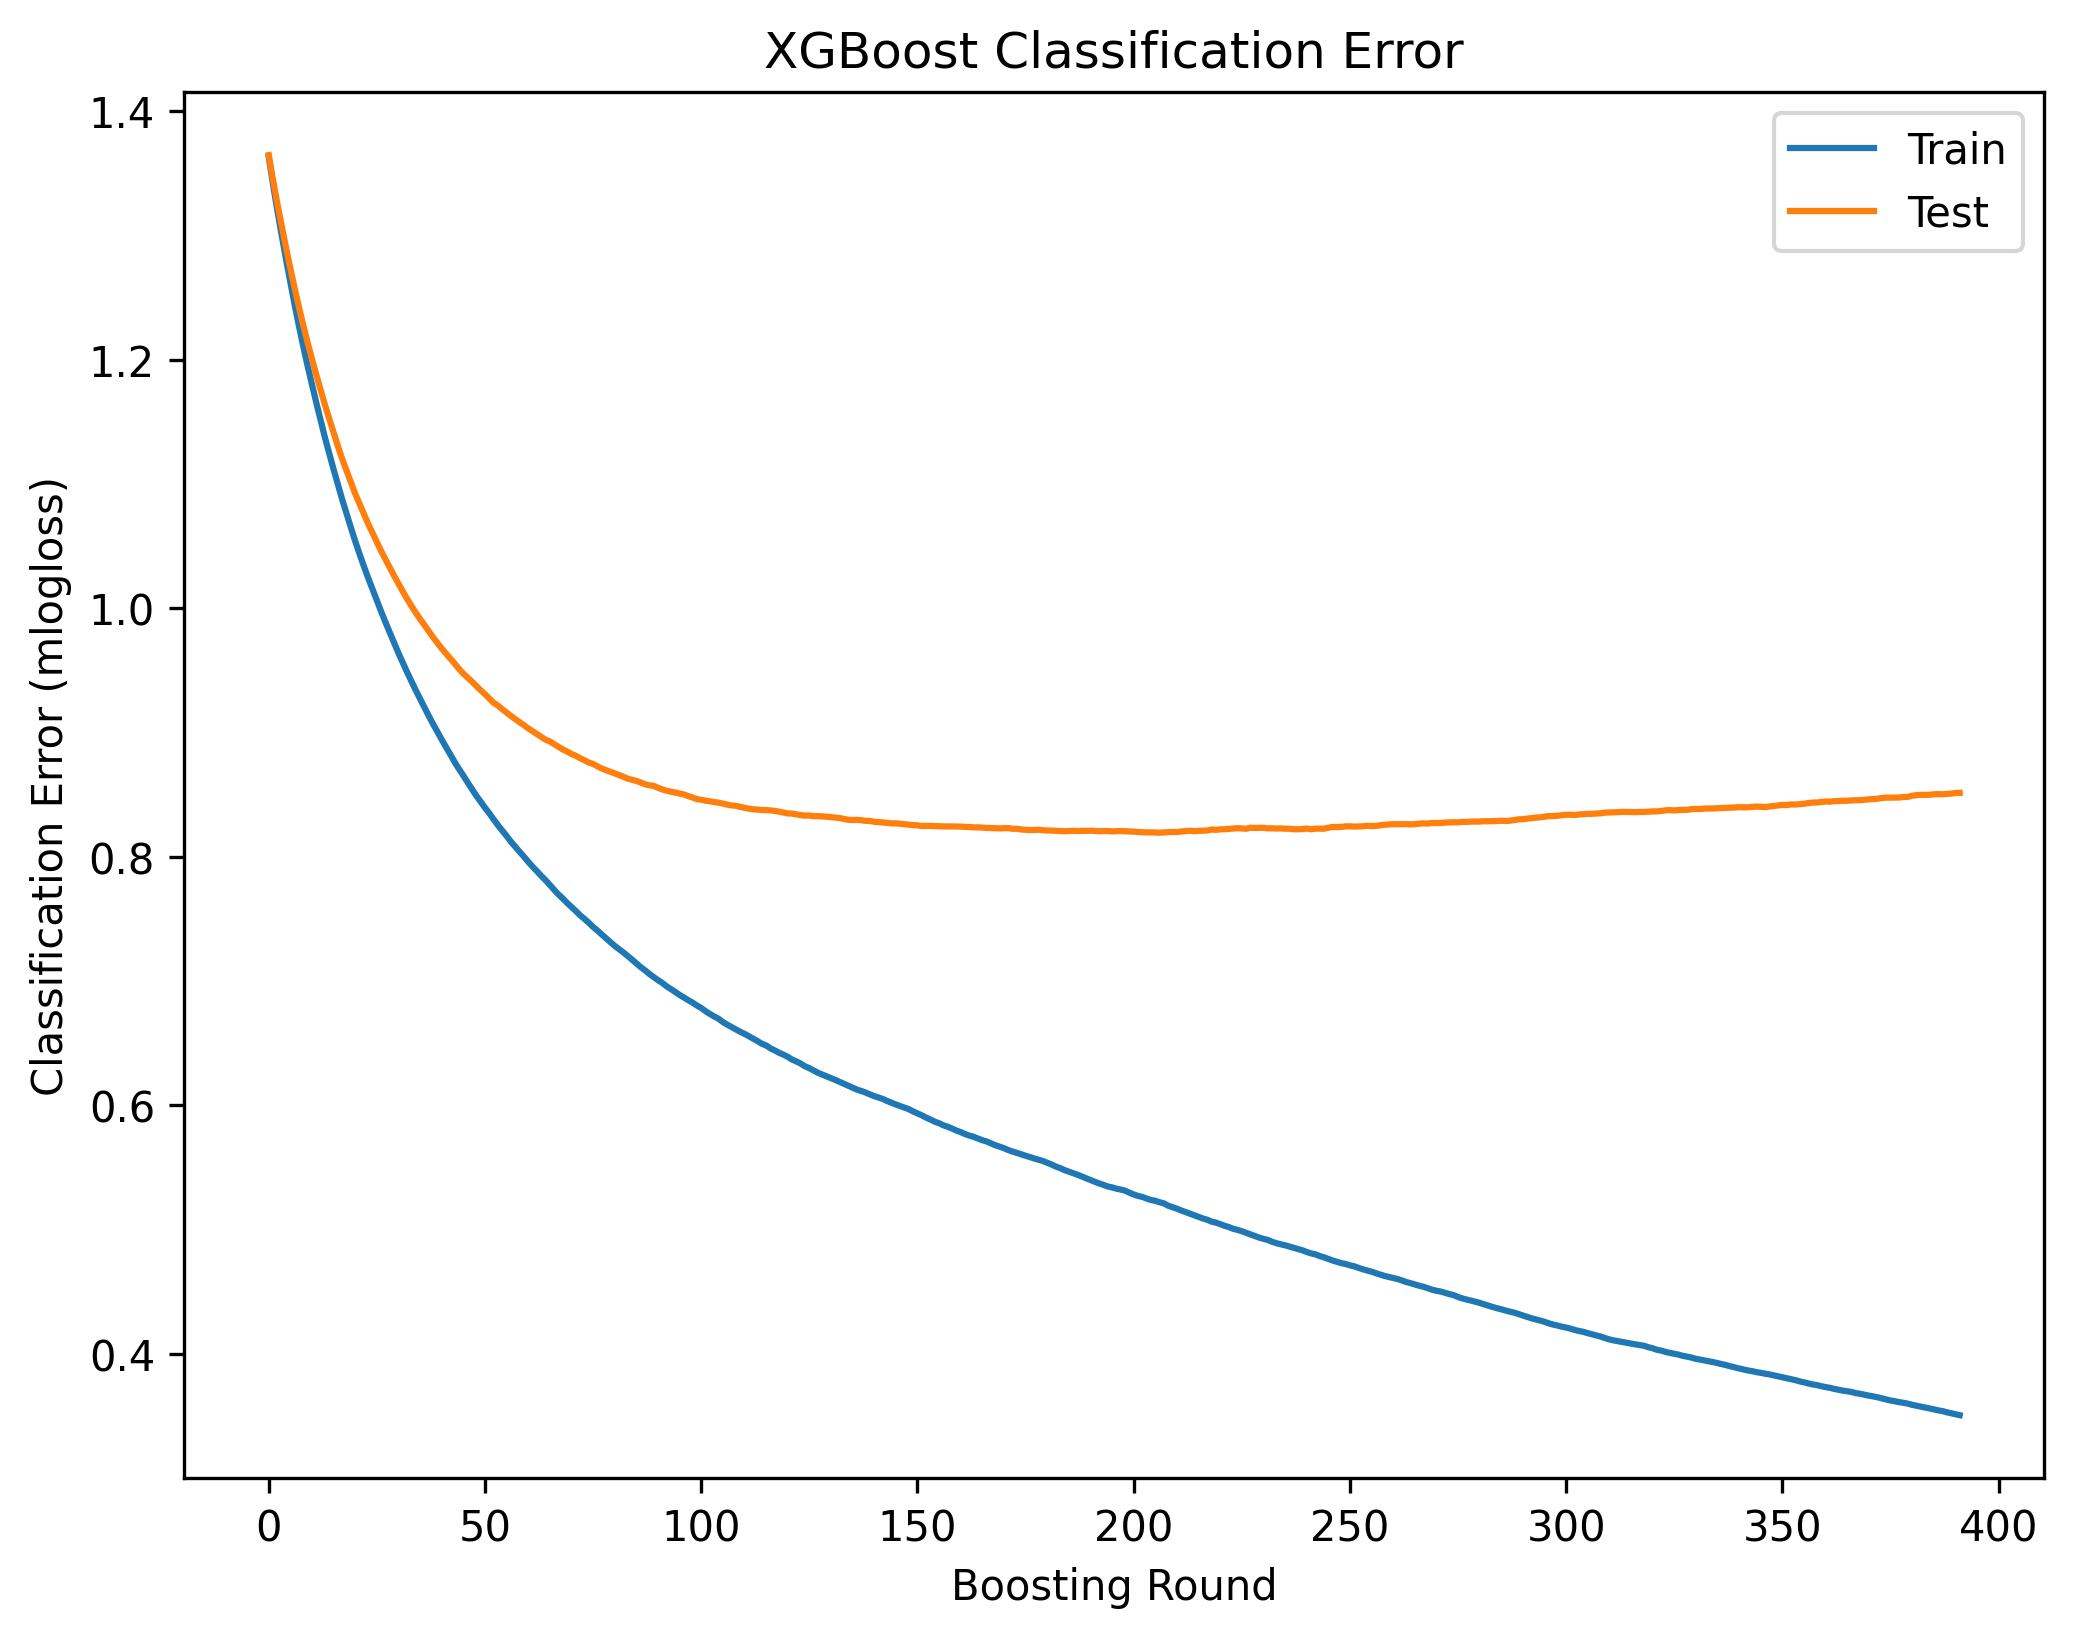 XGBoost Classification Error
Train
Test
Classification Error (mlogloss)
1.4
1.2
1.0
0.8
0.6
0.4
0 50 100 150 200 250 300 350 400
Boosting Round